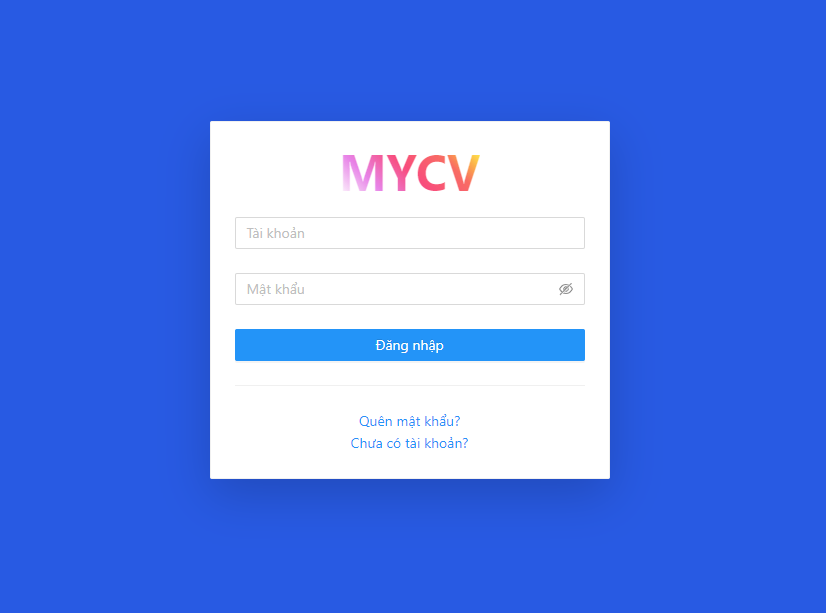 MYCV
Tài khoản
Mật khẩu
Đăng nhập
Quên mật khẩu?
Chưa có tài khoản?